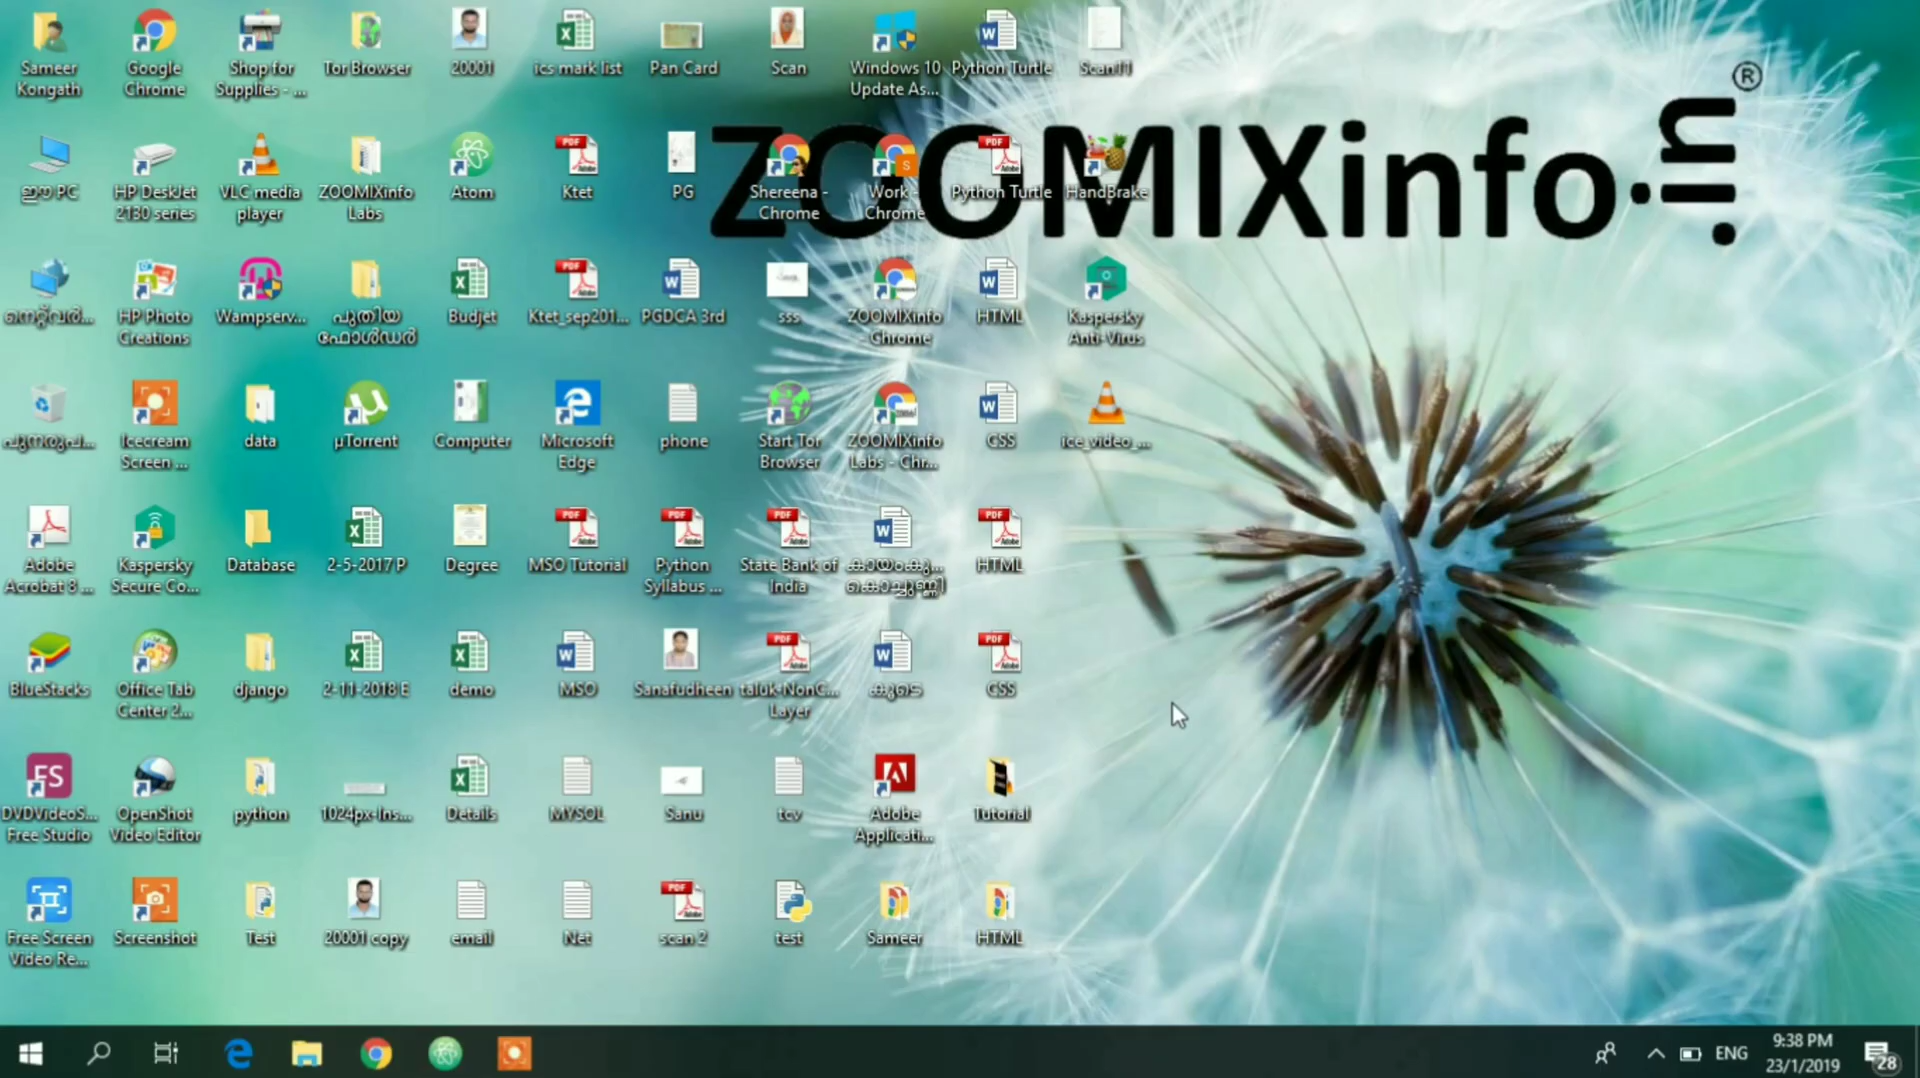 Sameer
Kongath
Google
Chrome
Shop for
Supplies - ...
Tor Browser
20001
ics mark list
Pan Card
Scan
Windows 10
Update As...
Python Turtle
Scan11
ZOOMIXinfo.in®
ഈ PC
HP DeskJet
2130 series
VLC media
player
ZOOMIXinfo
Labs
Atom
Ktet
PG
Shereena -
Chrome
Work -
Chrome
Python Turtle
HandBrake
നെറ്റ്‌വർ...
HP Photo
Creations
Wampserv...
പുതിയ
ഫോൾഡർ
Budjet
Ktet_sep201...
PGDCA 3rd
sss
ZOOMIXinfo
- Chrome
HTML
Kaspersky
Anti-Virus
Icecream
Screen ...
data
µTorrent
Computer
Microsoft
Edge
phone
Start Tor
Browser
ZOOMIXinfo
Labs - Chr...
CSS
ice_video_...
Adobe
Acrobat 8 ...
Kaspersky
Secure Co...
Database
2-5-2017 P
Degree
MSO Tutorial
Python
Syllabus ...
State Bank of
India
HTML
BlueStacks
Office Tab
Center 2...
django
2-11-2018 E
demo
MSO
Sanafudheen
taluk-NonC...
Layer
CSS
DVDVideoS...
Free Studio
OpenShot
Video Editor
python
1024px-Ins...
Details
MYSQL
Sanu
tcv
Adobe
Applicati...
Tutorial
Free Screen
Video Re...
Screenshot
Test
20001 copy
email
Net
scan 2
test
Sameer
HTML
ENG
9:38 PM
23/1/2019
28